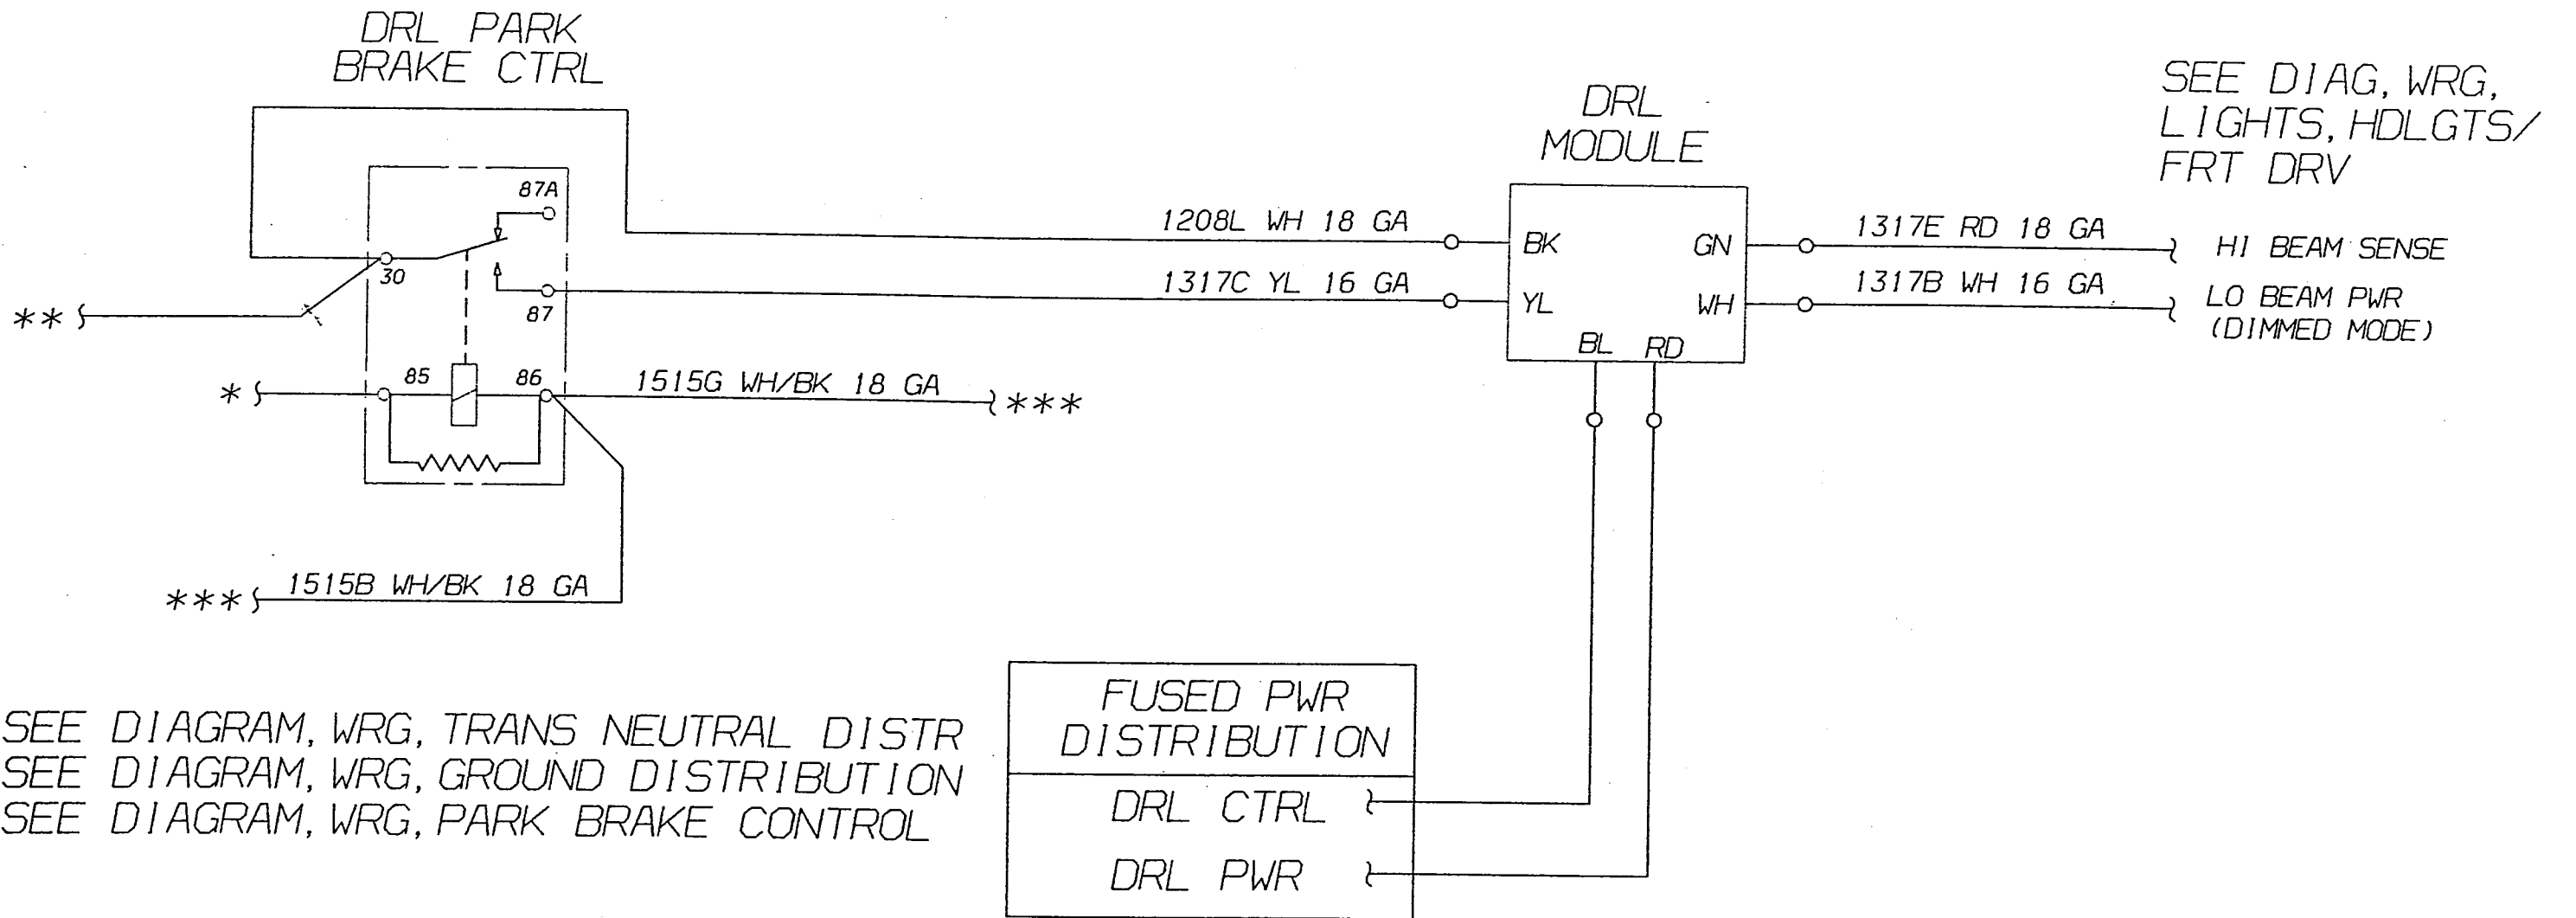 DRL PARK
BRAKE CTRL
DRL
MODULE
SEE DIAG, WRG,
LIGHTS, HDLGTS/
FRT DRV
87A
30
87
**
1208L WH 18 GA
BK
GN
1317E RD 18 GA
HI BEAM SENSE
1317C YL 16 GA
YL
WH
1317B WH 16 GA
LO BEAM PWR
(DIMMED MODE)
BL RD
*
85
86
1515G WH/BK 18 GA
***
***
1515B WH/BK 18 GA
FUSED PWR
DISTRIBUTION
DRL CTRL
DRL PWR
SEE DIAGRAM, WRG, TRANS NEUTRAL DISTR
SEE DIAGRAM, WRG, GROUND DISTRIBUTION
SEE DIAGRAM, WRG, PARK BRAKE CONTROL